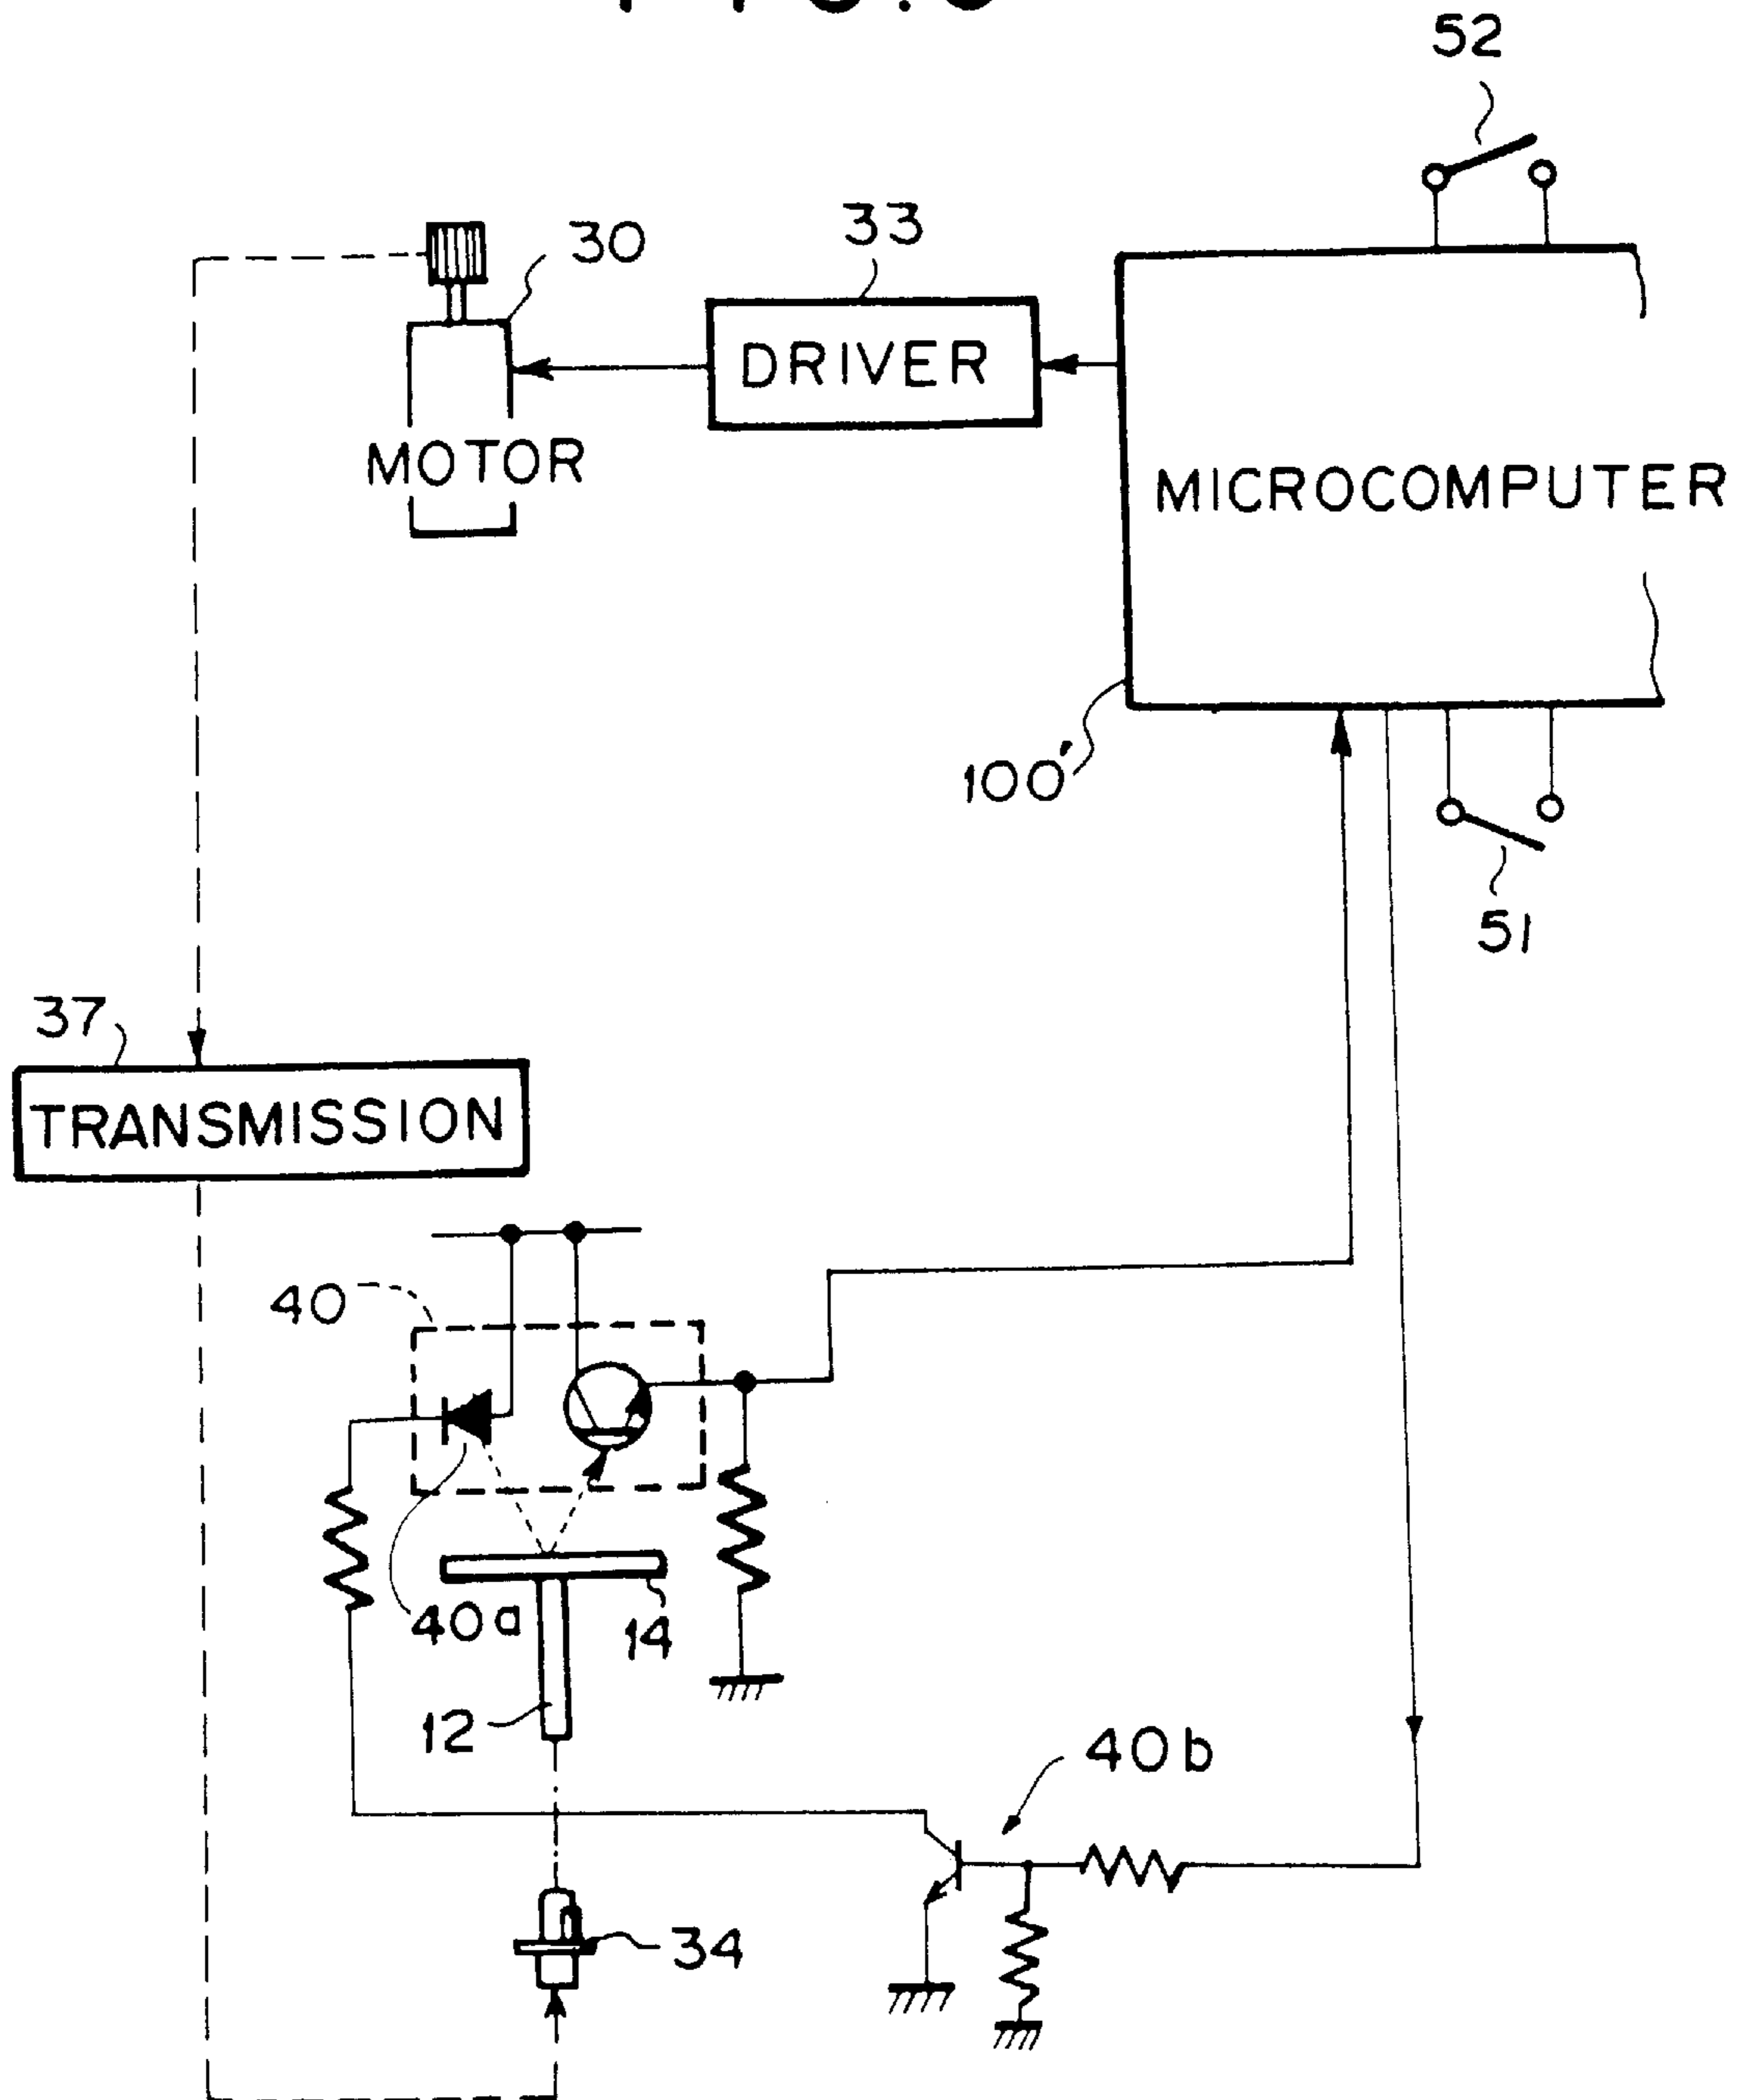 52
30
33
DRIVER
MOTOR
MICROCOMPUTER
100'
51
37
TRANSMISSION
40
40a
14
12
40b
34